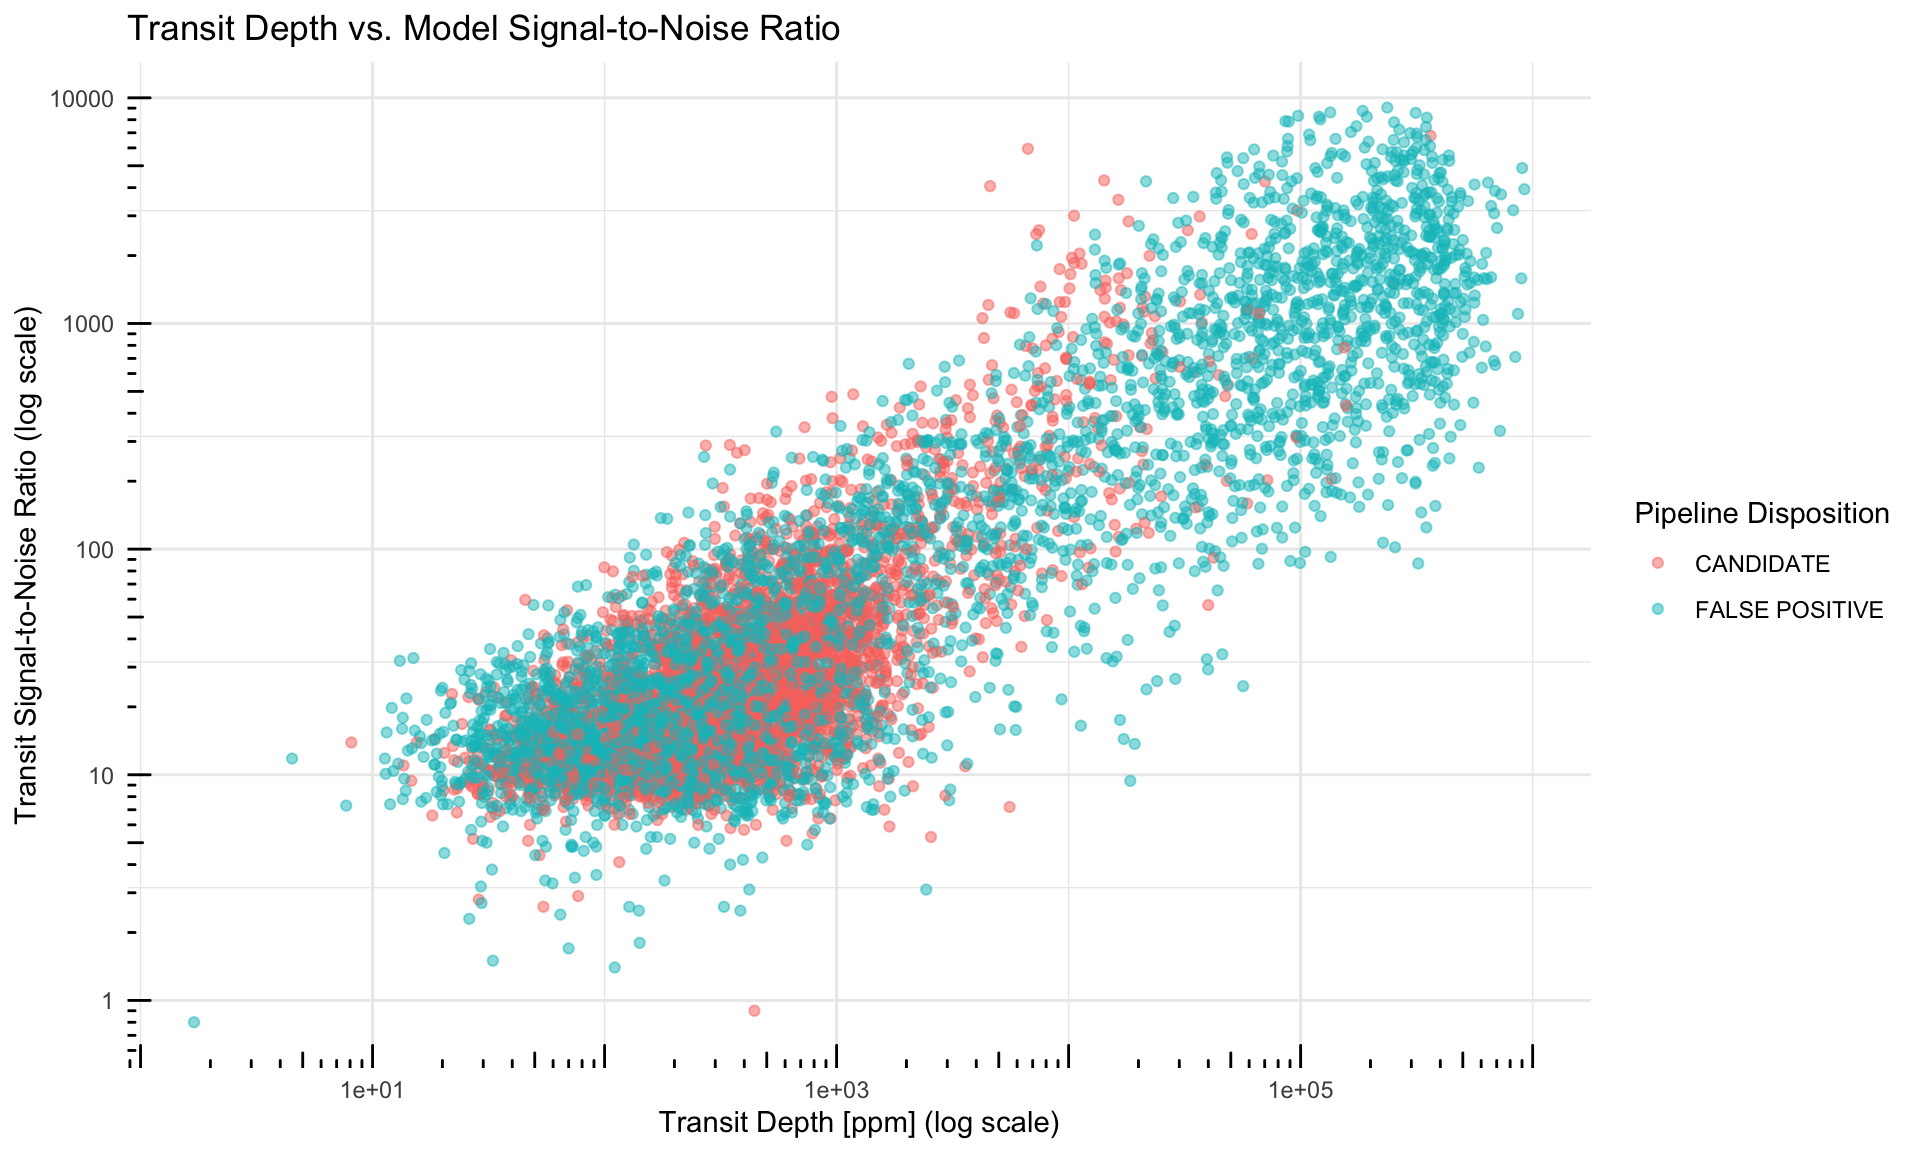 Transit Depth vs. Model Signal-to-Noise Ratio
Transit Signal-to-Noise Ratio (log scale)
10000
1000
100
10
1
1e+01
1e+03
1e+05
Transit Depth [ppm] (log scale)
Pipeline Disposition
CANDIDATE
FALSE POSITIVE